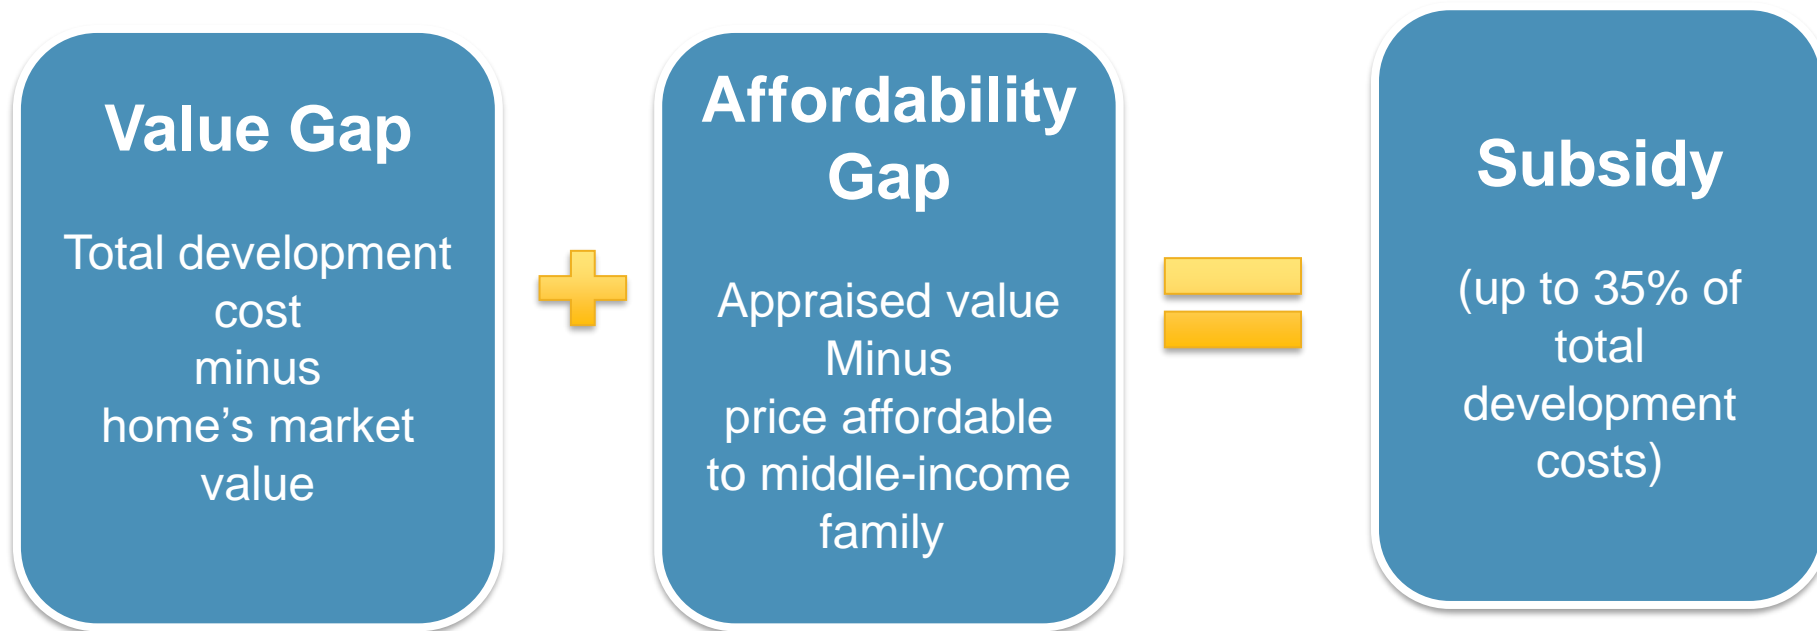 Value Gap
Total development
cost
minus
home’s market
value
Affordability
Gap
Appraised value
Minus
price affordable
to middle-income
family
Subsidy
(up to 35% of
total
development
costs)